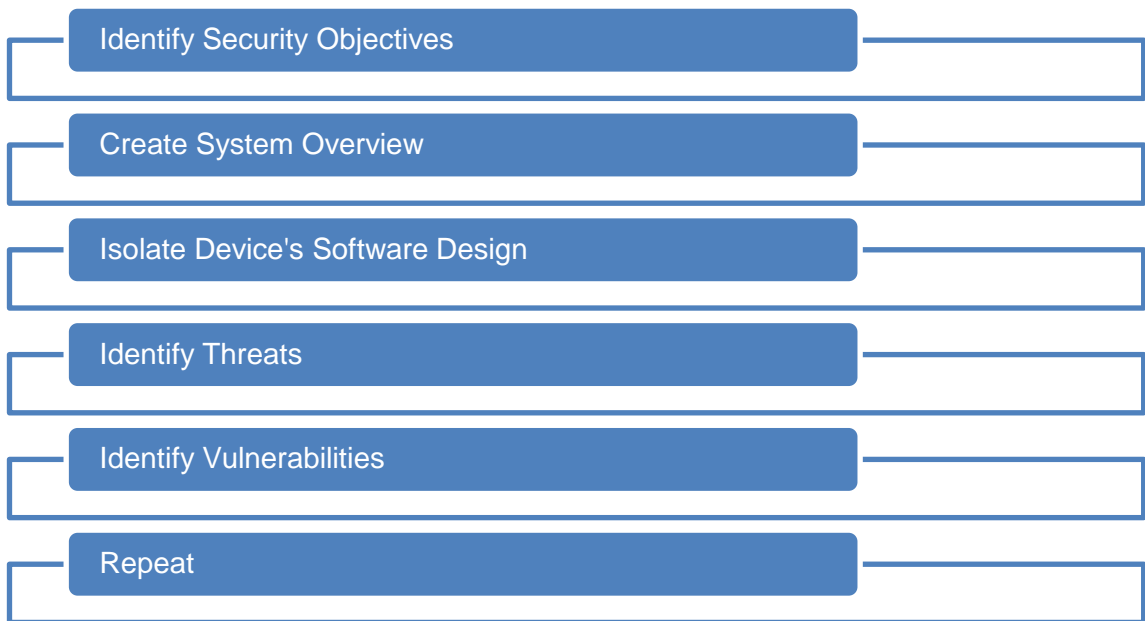 Identify Security Objectives
Create System Overview
Isolate Device's Software Design
Identify Threats
Identify Vulnerabilities
Repeat